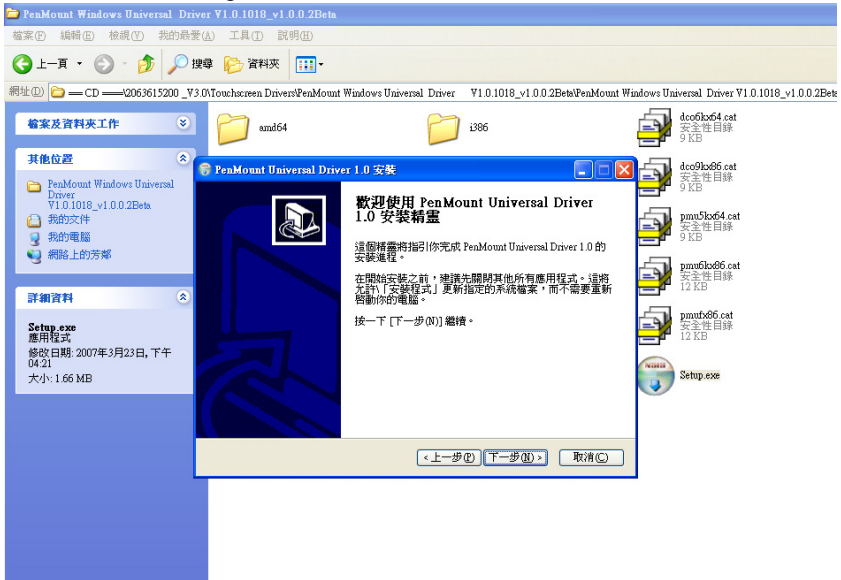 PenMount Windows Universal Driver V1.0.1018_v1.0.0.2Beta
檔案(F) 編輯(E) 檢視(V) 我的最愛(A) 工具(T) 說明(H)
上一頁 搜尋 資料夾
網址(D) == CD ==\2063615200 _V3.0\Touchscreen Drivers\PenMount Windows Universal Driver V1.0.1018_v1.0.0.2Beta\PenMount Windows Universal Driver V1.0.1018_v1.0.0.2Beta
檔案及資料夾工作
其他位置
PenMount Windows Universal
Driver
V1.0.1018_v1.0.0.2Beta
我的文件
我的電腦
網路上的芳鄰
詳細資料
Setup.exe
應用程式
修改日期: 2007年3月23日, 下午
04:21
大小: 1.66 MB
amd64
i386
dco6kx64.cat
安全性目錄
9 KB
dco9kx86.cat
安全性目錄
9 KB
pmu5kx64.cat
安全性目錄
9 KB
pmu6kx86.cat
安全性目錄
12 KB
pmufx86.cat
安全性目錄
12 KB
Setup.exe
PenMount Universal Driver 1.0 安裝
歡迎使用 PenMount Universal Driver
1.0 安裝精靈
這個精靈將指引你完成 PenMount Universal Driver 1.0 的
安裝進程。
在開始安裝之前,建議先關閉其他所有應用程式。這將
允許\「安裝程式」更新指定的系統檔案,而不需要重新
啓動你的電腦。
按一下 [下一步(N)] 繼續。
<上一步(P) 下一步(N)> 取消(C)